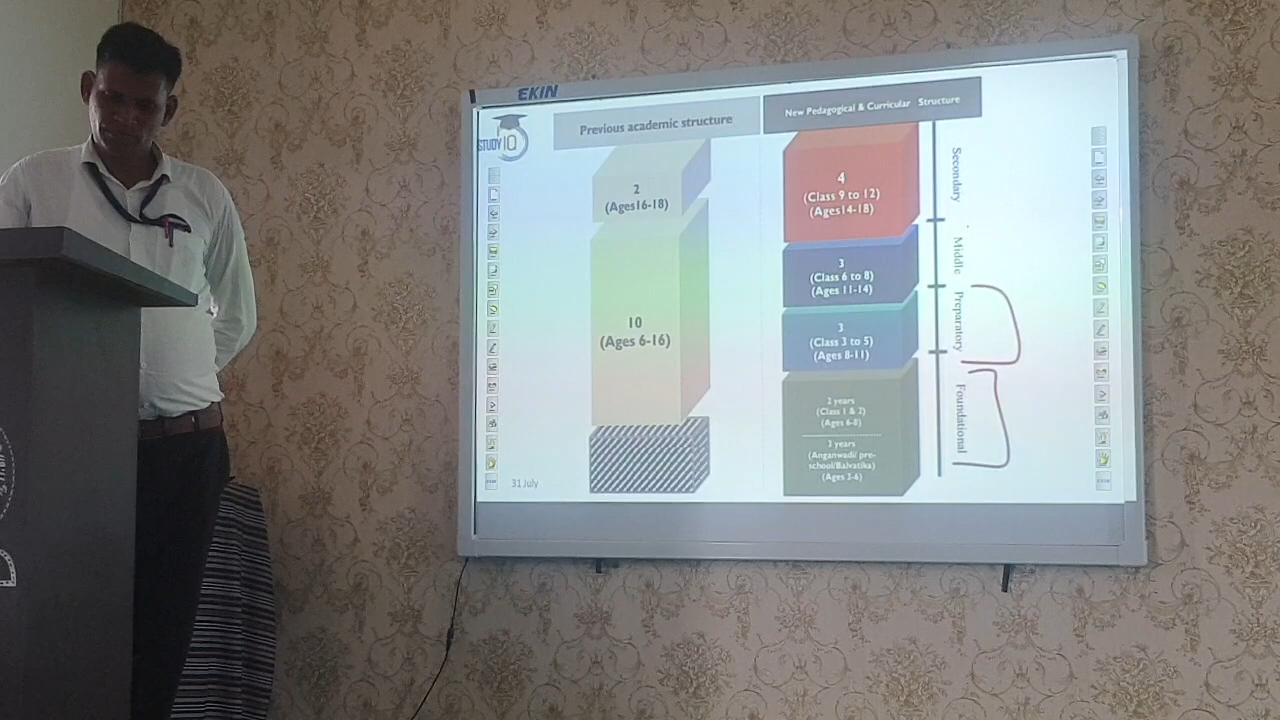 EKIN
STUDY IQ
Previous academic structure
New Pedagogical & Curricular Structure
2
(Ages16-18)
10
(Ages 6-16)
31 July
4
(Class 9 to 12)
(Ages14-18)
3
(Class 6 to 8)
(Ages 11-14)
3
(Class 3 to 5)
(Ages 8-11)
2 years
(Class 1 & 2)
(Ages 6-8)
3 years
(Anganwadi/ pre-
school/Balvatika)
(Ages 3-6)
Secondary
Middle
Preparatory
Foundational